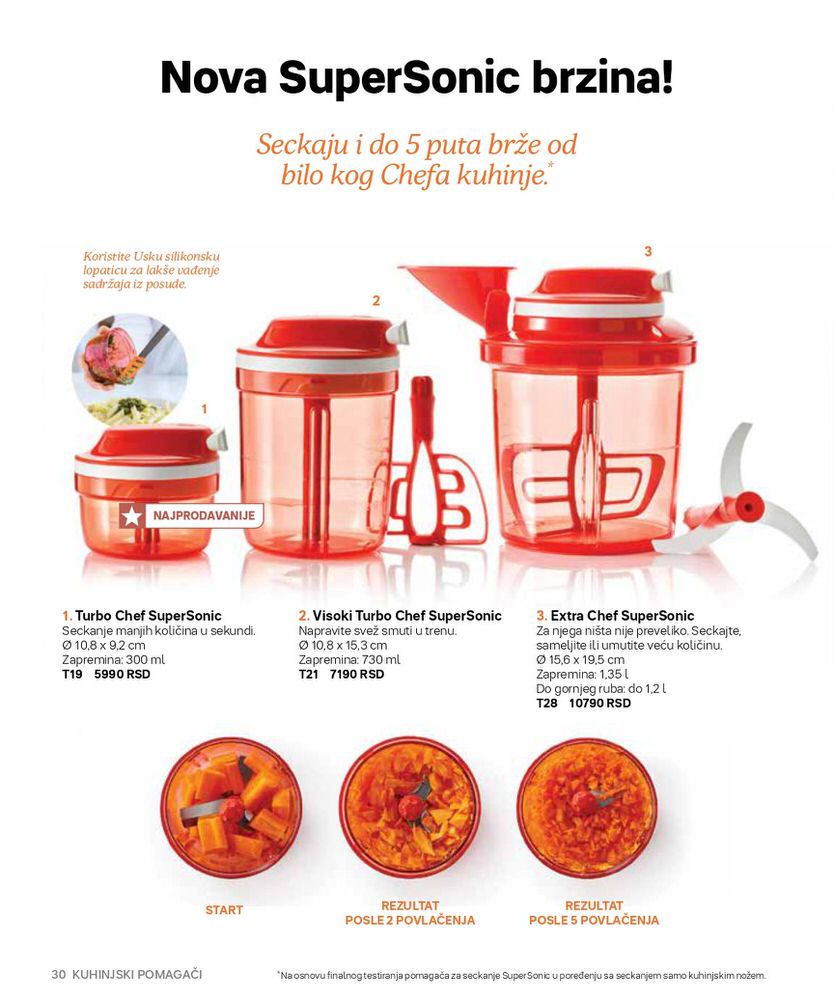 Nova SuperSonic brzina!
Seckaju i do 5 puta brže od
bilo kog Chefa kuhinje.*
Koristite Usku silikonsku
lopaticu za lakše vađenje
sadržaja iz posude.
1
2
3
NAJPRODAVANIJE
1. Turbo Chef SuperSonic
Seckanje manjih količina u sekundi.
Ø 10,8 x 9,2 cm
Zapremina: 300 ml
T19 5990 RSD
2. Visoki Turbo Chef SuperSonic
Napravite svež smuti u trenu.
Ø 10,8 x 15,3 cm
Zapremina: 730 ml
T21 7190 RSD
3. Extra Chef SuperSonic
Za njega ništa nije preveliko. Seckajte,
sameljite ili umutite veću količinu.
Ø 15,6 x 19,5 cm
Zapremina: 1,35 l
Do gornjeg ruba: do 1,2 l
T28 10790 RSD
START
REZULTAT
POSLE 2 POVLAČENJA
REZULTAT
POSLE 5 POVLAČENJA
30 KUHINJSKI POMAGAČI
*Na osnovu finalnog testiranja pomagača za seckanje SuperSonic u poređenju sa seckanjem samo kuhinjskim nožem.